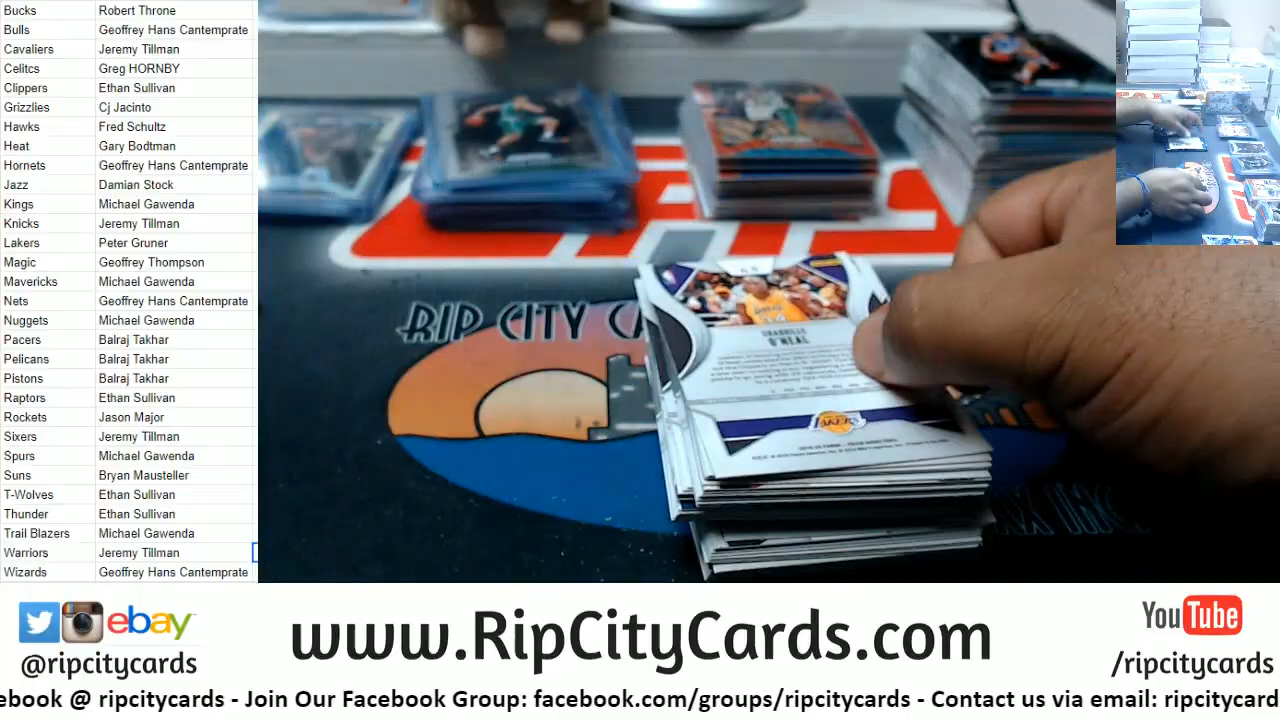 Bucks Robert Throne
Bulls Geoffrey Hans Cantemprate
Cavaliers Jeremy Tillman
Celitcs Greg HORNBY
Clippers Ethan Sullivan
Grizzlies Cj Jacinto
Hawks Fred Schultz
Heat Gary Bodtman
Hornets Geoffrey Hans Cantemprate
Jazz Damian Stock
Kings Michael Gawenda
Knicks Jeremy Tillman
Lakers Peter Gruner
Magic Geoffrey Thompson
Mavericks Michael Gawenda
Nets Geoffrey Hans Cantemprate
Nuggets Michael Gawenda
Pacers Balraj Takhar
Pelicans Balraj Takhar
Pistons Balraj Takhar
Raptors Ethan Sullivan
Rockets Jason Major
Sixers Jeremy Tillman
Spurs Michael Gawenda
Suns Bryan Mausteller
T-Wolves Ethan Sullivan
Thunder Ethan Sullivan
Trail Blazers Michael Gawenda
Warriors Jeremy Tillman
Wizards Geoffrey Hans Cantemprate
RIP CITY CA
SHAQUILLE
O'NEAL
LAKERS
ebay
@ripcitycards
www.RipCityCards.com
YouTube
/ripcitycards
ebook @ ripcitycards - Join Our Facebook Group: facebook.com/groups/ripcitycards - Contact us via email: ripcitycard